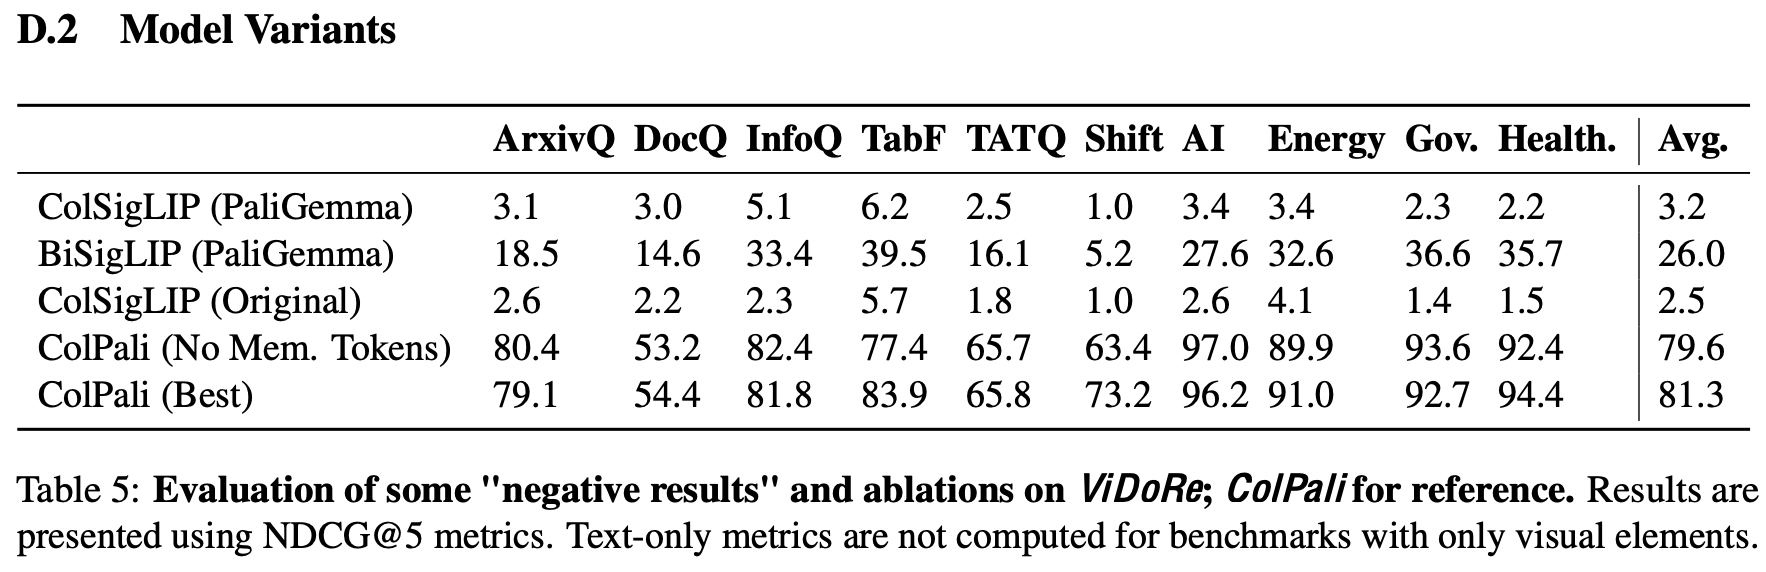 D.2 Model Variants
ArxivQ DocQ InfoQ TabF TATQ Shift AI Energy Gov. Health. Avg.
ColSigLIP (PaliGemma) 3.1 3.0 5.1 6.2 2.5 1.0 3.4 3.4 2.3 2.2 3.2
BiSigLIP (PaliGemma) 18.5 14.6 33.4 39.5 16.1 5.2 27.6 32.6 36.6 35.7 26.0
ColSigLIP (Original) 2.6 2.2 2.3 5.7 1.8 1.0 2.6 4.1 1.4 1.5 2.5
ColPali (No Mem. Tokens) 80.4 53.2 82.4 77.4 65.7 63.4 97.0 89.9 93.6 92.4 79.6
ColPali (Best) 79.1 54.4 81.8 83.9 65.8 73.2 96.2 91.0 92.7 94.4 81.3
Table 5: Evaluation of some "negative results" and ablations on ViDoRe; ColPali for reference. Results are
presented using NDCG@5 metrics. Text-only metrics are not computed for benchmarks with only visual elements.